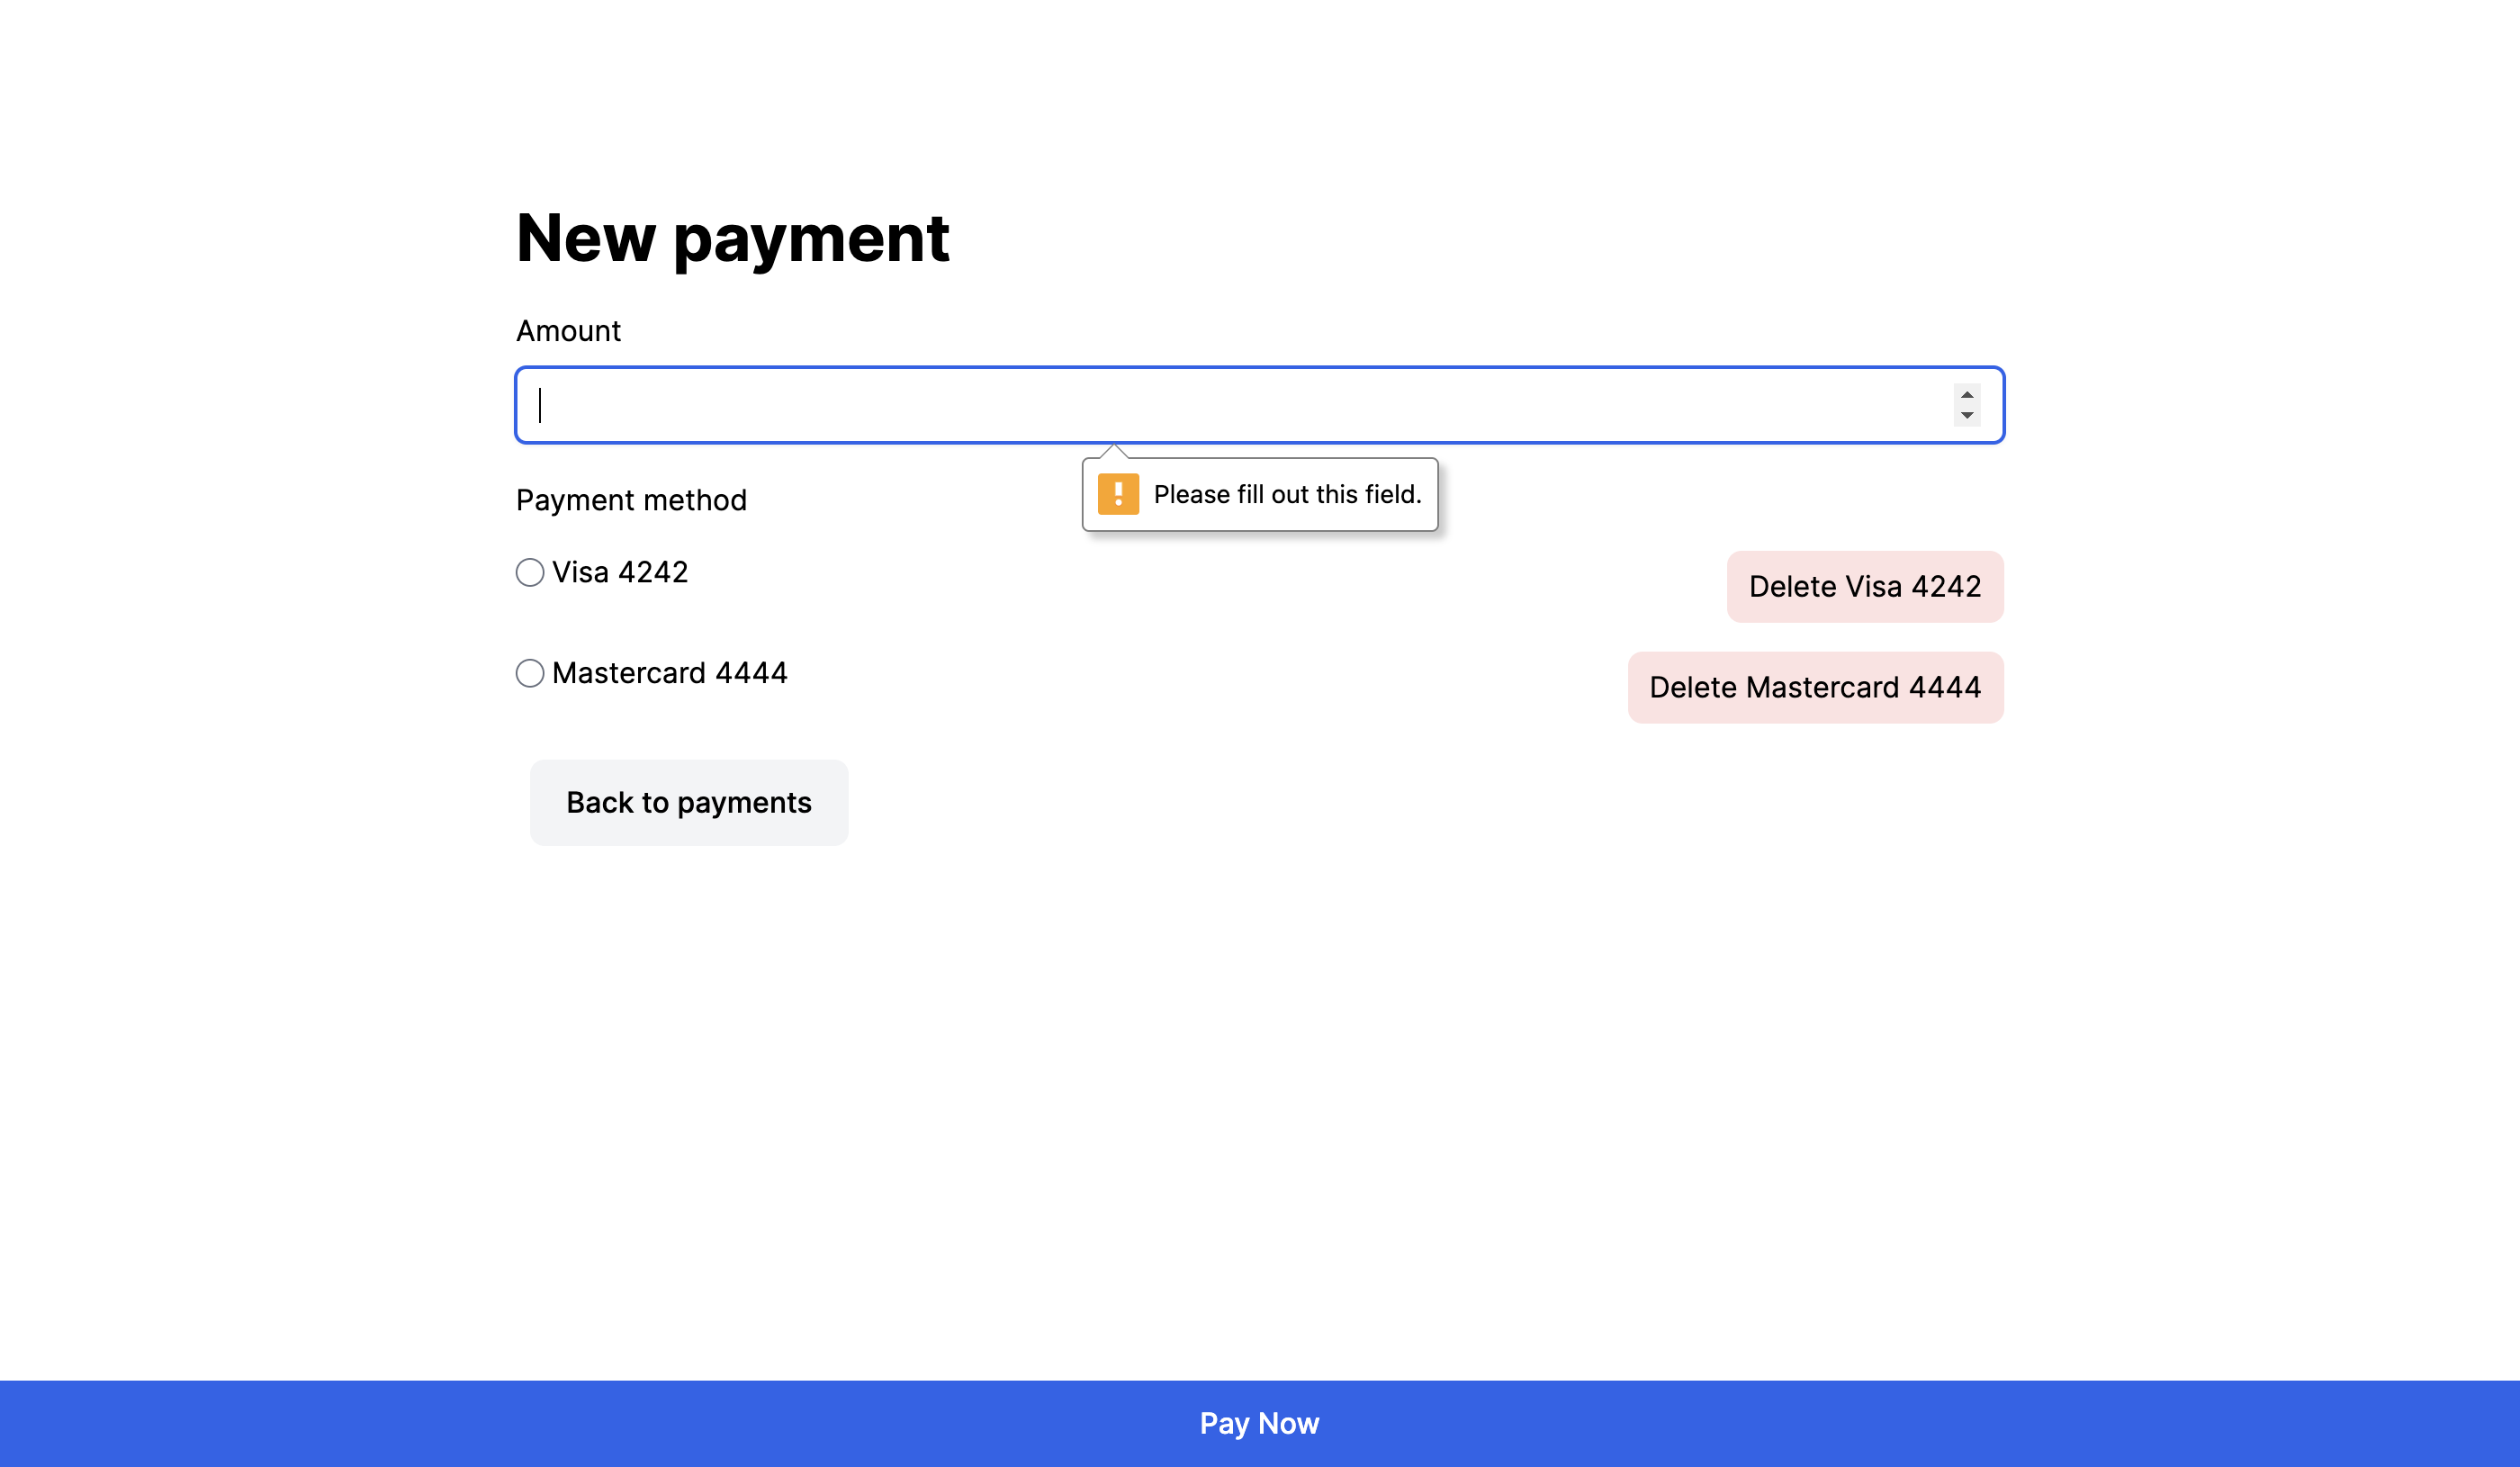 New payment
Amount
Please fill out this field.
Payment method
Visa 4242
Delete Visa 4242
Mastercard 4444
Delete Mastercard 4444
Back to payments
Pay Now